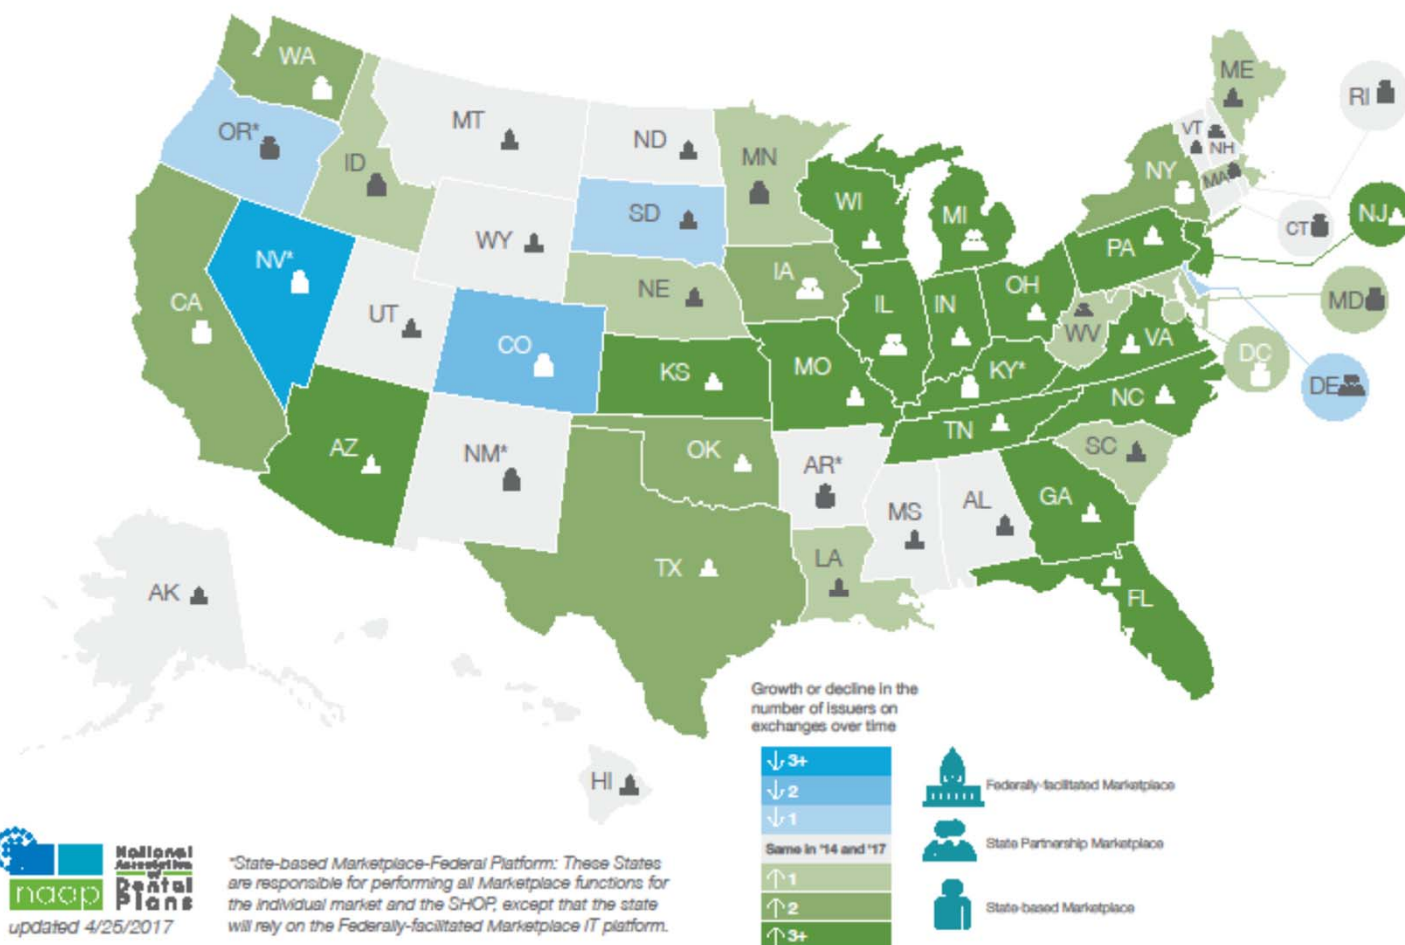 WA
ME
RI
MT
ND
OR*
VT
NH
ID
MN
NY
MA
WI
MI
NJ
SD
CT
WY
PA
NV*
IA
CA
NE
OH
MD
UT
IL
IN
WV
VA
CO
DC
KS
MO
KY*
DE
NC
TN
AZ
OK
SC
NM*
AR*
GA
MS
AL
LA
TX
AK
FL
HI
Growth or decline in the
number of issuers on
exchanges over time
↓ 3+
↓ 2
↓ 1
Same in '14 and '17
↑ 1
↑ 2
↑ 3+
Federally-facilitated Marketplace
State Partnership Marketplace
State-based Marketplace
nadp
National
Association
of
Dental
Plans
updated 4/25/2017
*State-based Marketplace-Federal Platform: These States
are responsible for performing all Marketplace functions for
the individual market and the SHOP, except that the state
will rely on the Federally-facilitated Marketplace IT platform.